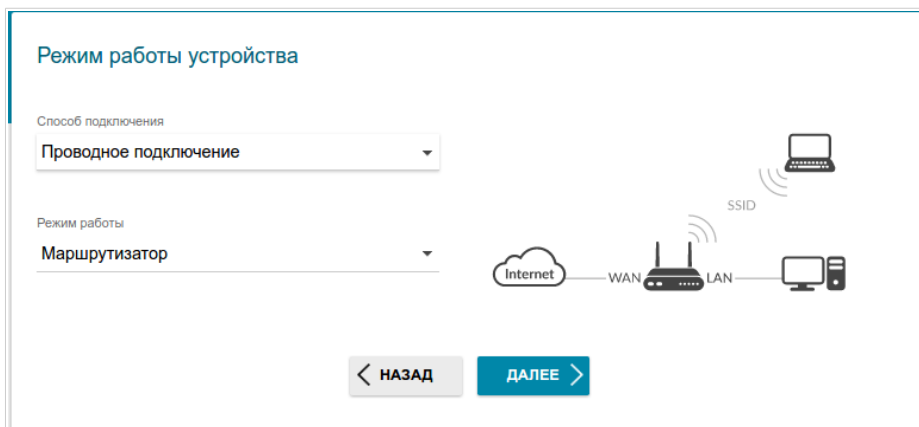 Режим работы устройства
Способ подключения
Проводное подключение
Режим работы
Маршрутизатор
SSID
Internet
WAN
LAN
НАЗАД
ДАЛЕЕ